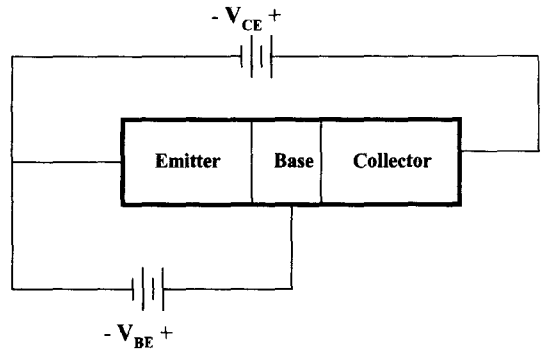 - V_CE +
Emitter Base Collector
- V_BE +